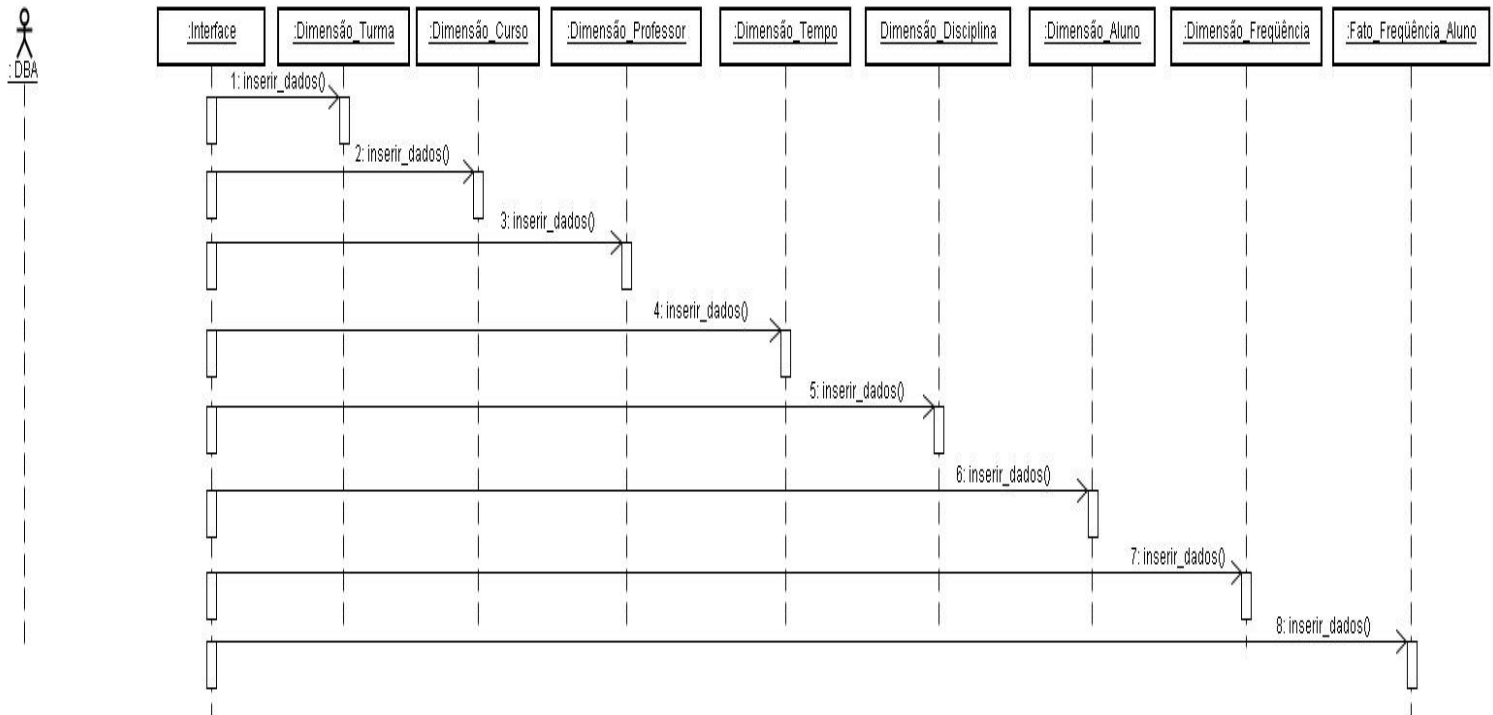 :Interface
:Dimensão_Turma
:Dimensão_Curso
:Dimensão_Professor
:Dimensão_Tempo
Dimensão_Disciplina
:Dimensão_Aluno
:Dimensão_Freqüência
:Fato_Freqüência_Aluno
: DBA
1: inserir_dados()
2: inserir_dados()
3: inserir_dados()
4: inserir_dados()
5: inserir_dados()
6: inserir_dados()
7: inserir_dados()
8: inserir_dados()